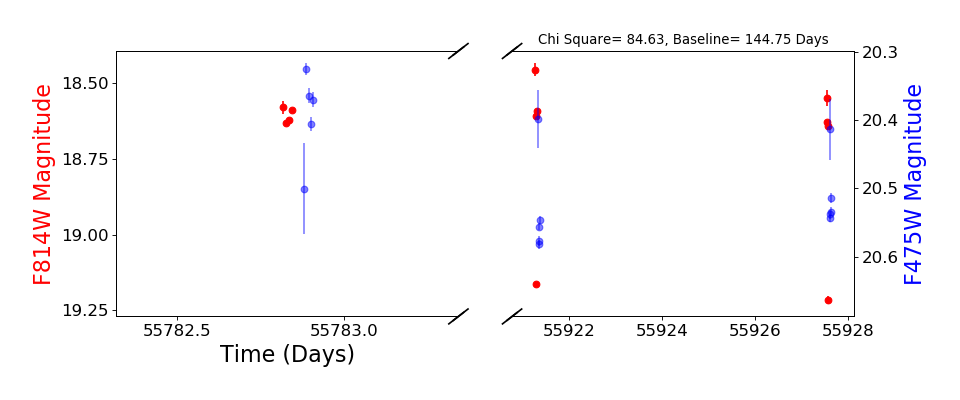 Chi Square= 84.63, Baseline= 144.75 Days
F814W Magnitude
18.50
18.75
19.00
19.25
20.3
20.4
20.5
20.6
F475W Magnitude
55782.5 55783.0 55922 55924 55926 55928
Time (Days)